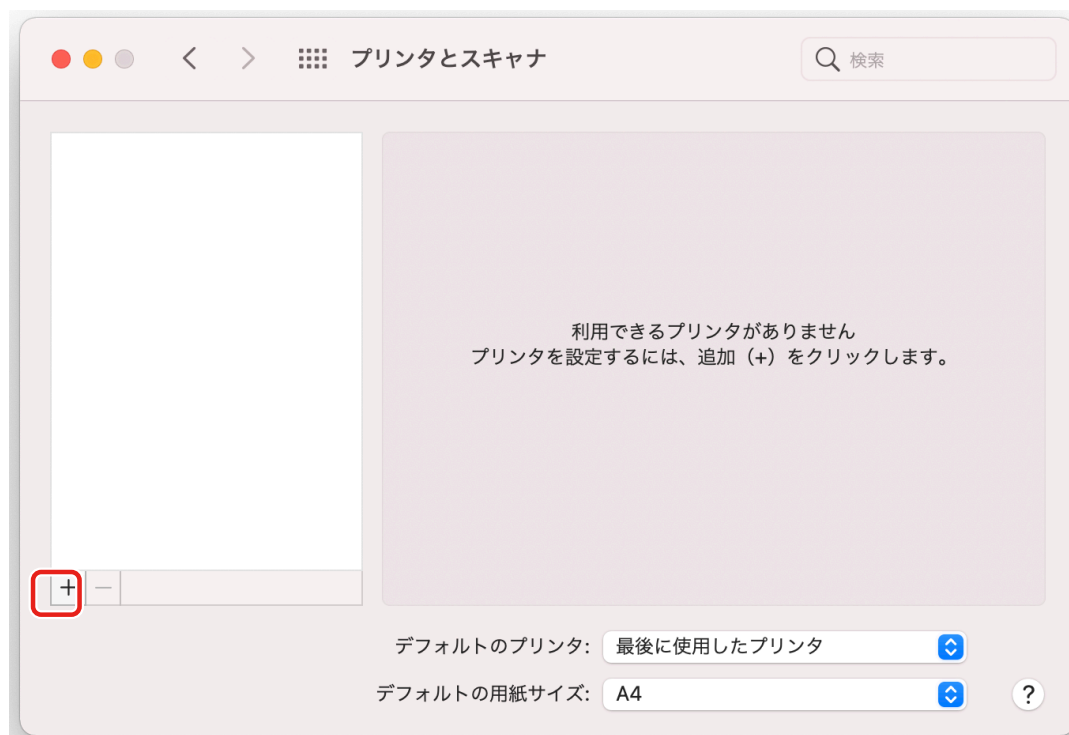 プリンタとスキャナ
検索
利用できるプリンタがありません
プリンタを設定するには、追加（+）をクリックします。
+ −
デフォルトのプリンタ: 最後に使用したプリンタ
デフォルトの用紙サイズ: A4
?